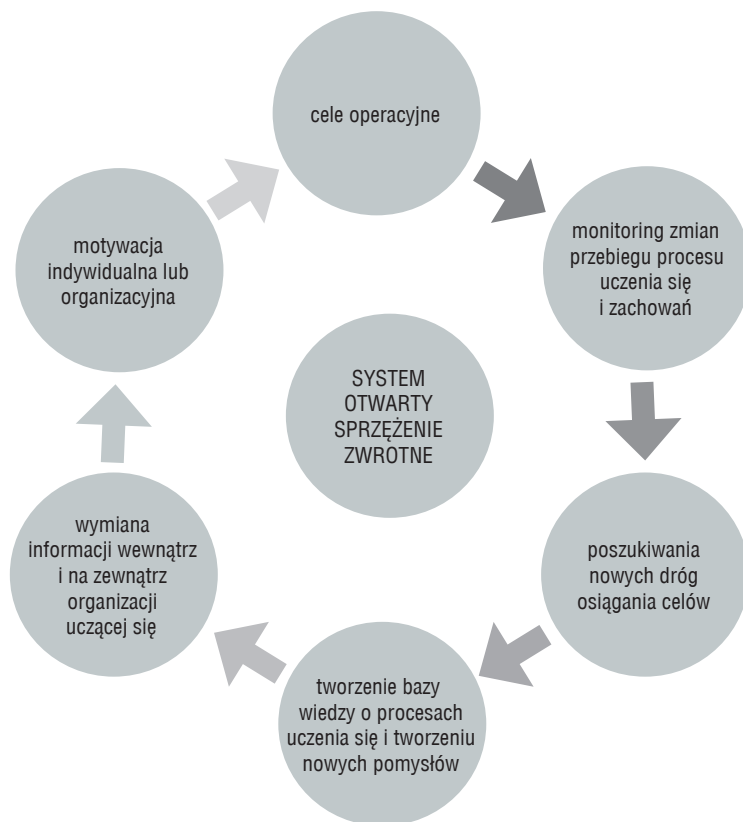 cele operacyjne
monitoring zmian
przebiegu procesu
uczenia się
i zachowań
poszukiwania
nowych dróg
osiągania celów
tworzenie bazy
wiedzy o procesach
uczenia się i tworzeniu
nowych pomysłów
wymiana
informacji wewnątrz
i na zewnątrz
organizacji
uczącej się
motywacja
indywidualna lub
organizacyjna
SYSTEM
OTWARTY
SPRZĘŻENIE
ZWROTNE